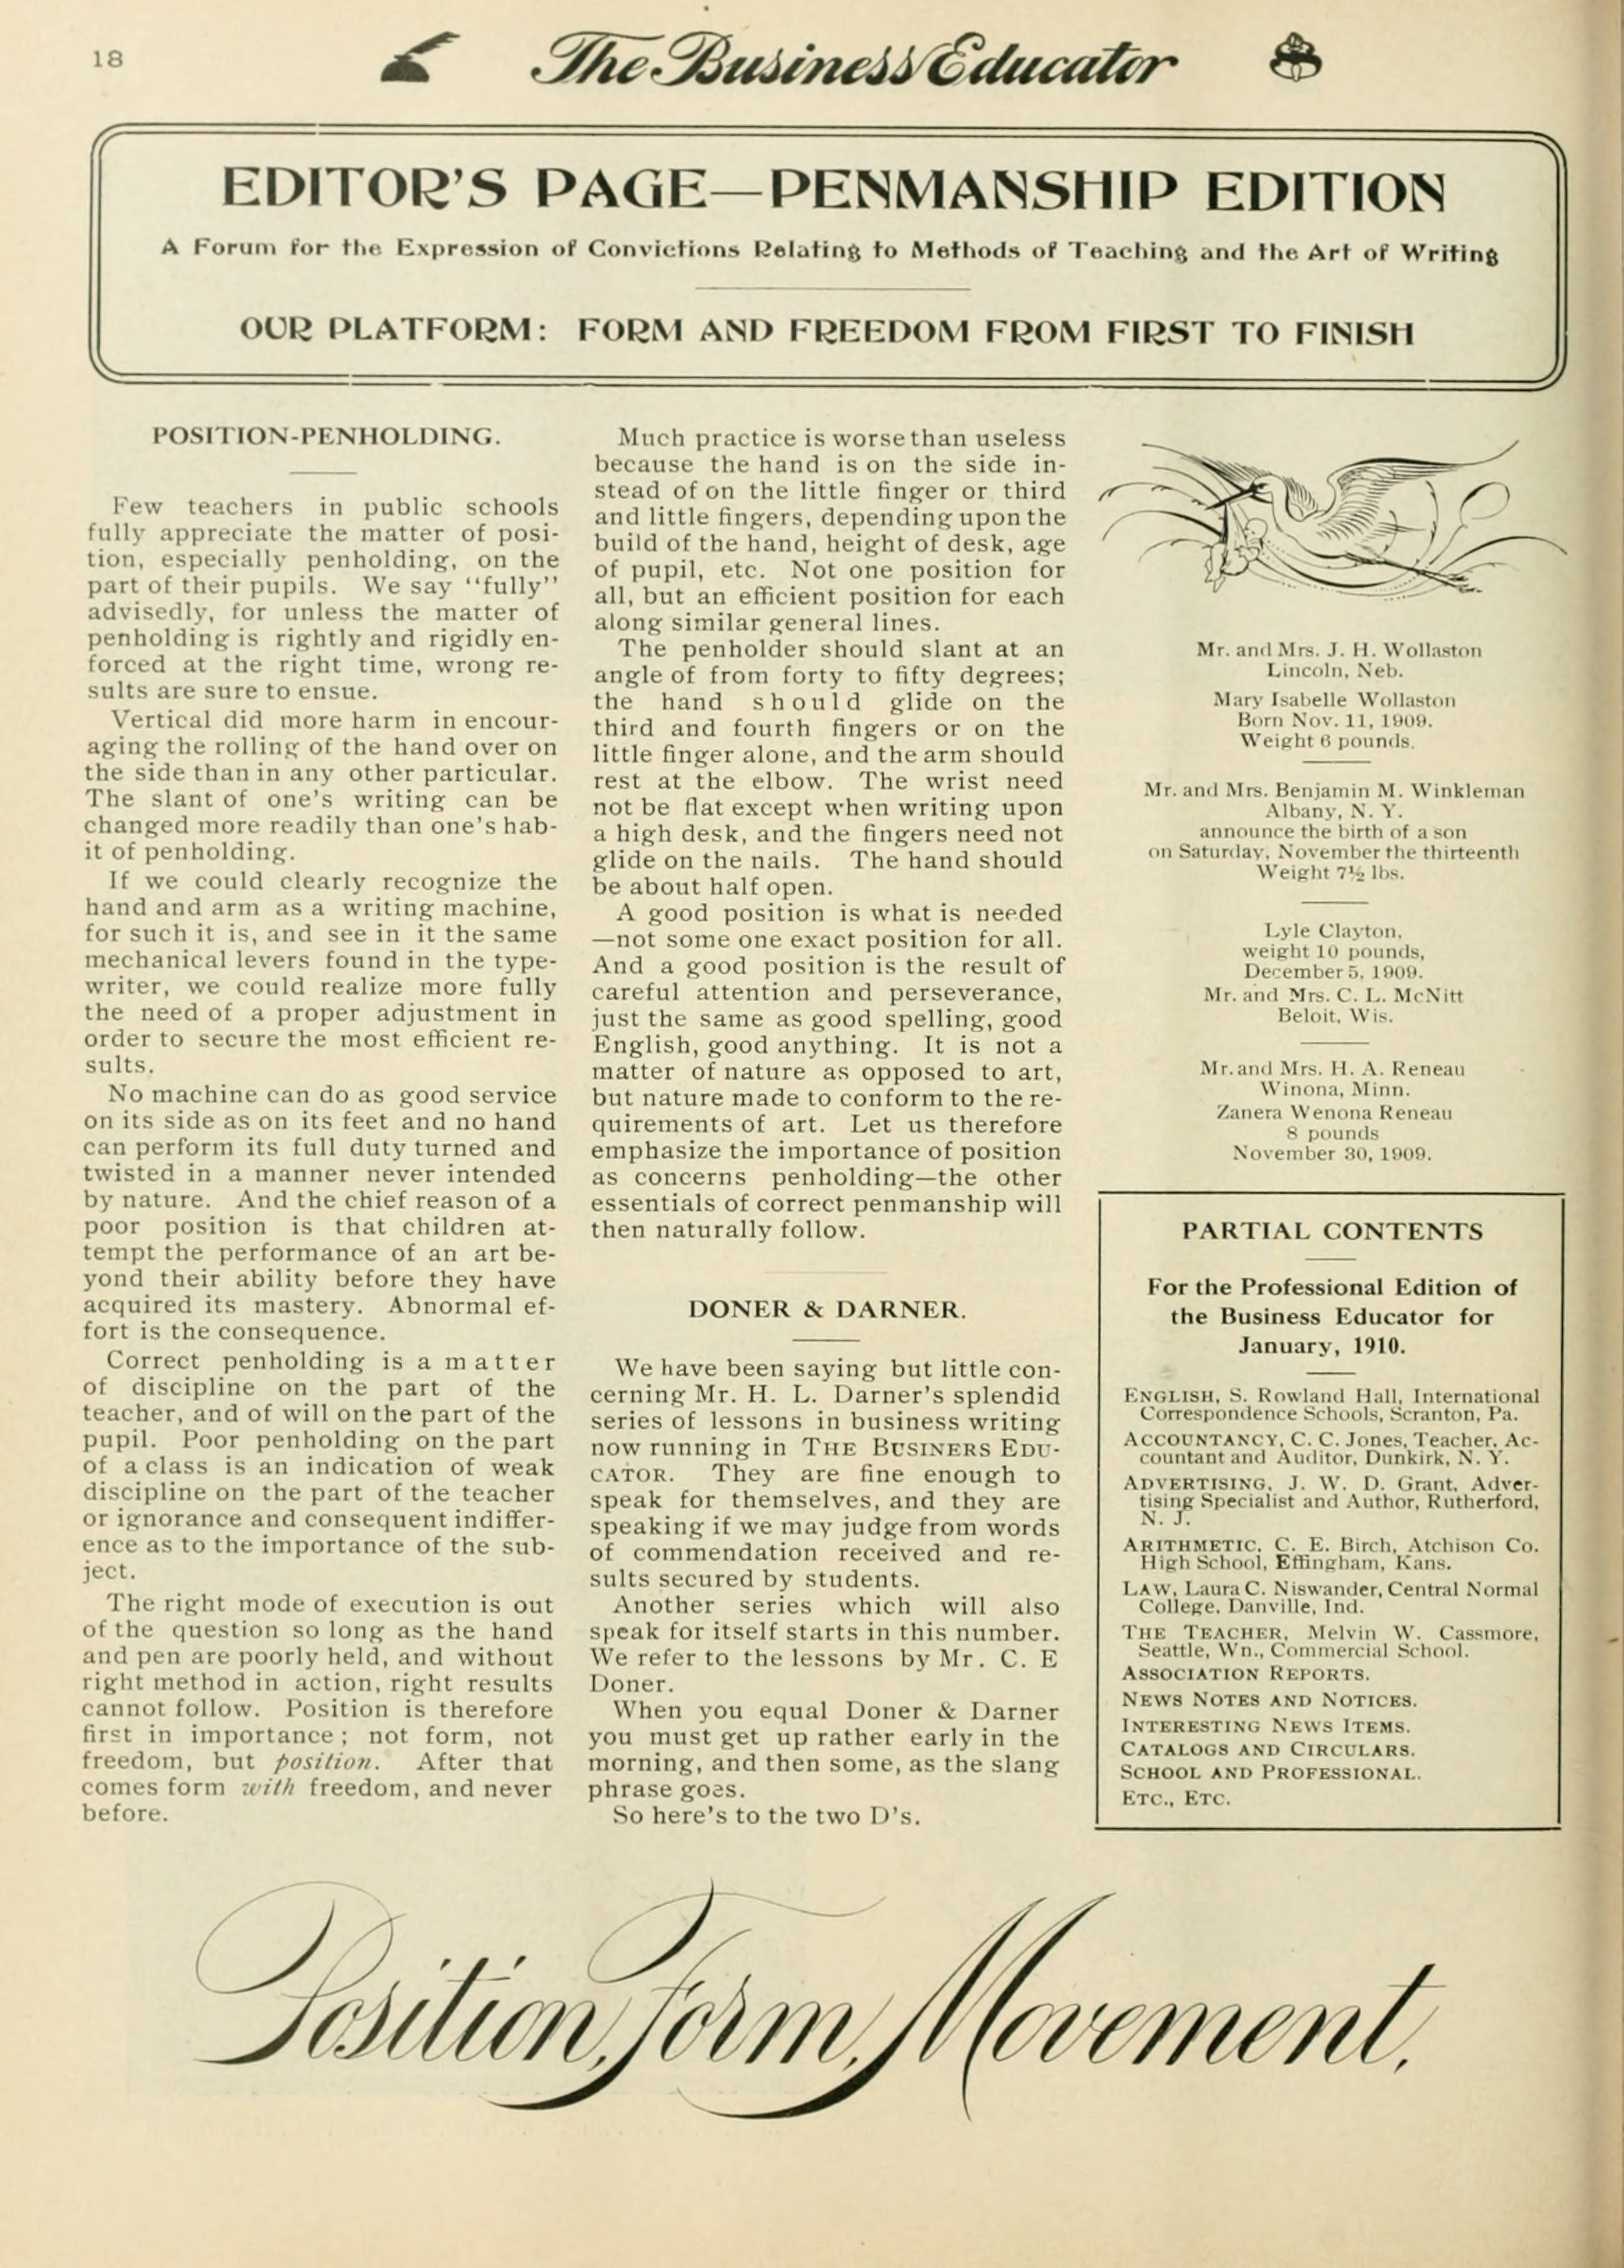 18
The Business Educator
EDITOR'S PAGE—PENMANSHIP EDITION
A Forum for the Expression of Convictions Relating to Methods of Teaching and the Art of Writing
OUR PLATFORM: FORM AND FREEDOM FROM FIRST TO FINISH
POSITION-PENHOLDING.
Few teachers in public schools
fully appreciate the matter of posi-
tion, especially penholding, on the
part of their pupils. We say "fully"
advisedly, for unless the matter of
penholding is rightly and rigidly en-
forced at the right time, wrong re-
sults are sure to ensue.
Vertical did more harm in encour-
aging the rolling of the hand over on
the side than in any other particular.
The slant of one's writing can be
changed more readily than one's hab-
it of penholding.
If we could clearly recognize the
hand and arm as a writing machine,
for such it is, and see in it the same
mechanical levers found in the type-
writer, we could realize more fully
the need of a proper adjustment in
order to secure the most efficient re-
sults.
No machine can do as good service
on its side as on its feet and no hand
can perform its full duty turned and
twisted in a manner never intended
by nature. And the chief reason of a
poor position is that children at-
tempt the performance of an art be-
yond their ability before they have
acquired its mastery. Abnormal ef-
fort is the consequence.
Correct penholding is a matter
of discipline on the part of the
teacher, and of will on the part of the
pupil. Poor penholding on the part
of a class is an indication of weak
discipline on the part of the teacher
or ignorance and consequent indiffer-
ence as to the importance of the sub-
ject.
The right mode of execution is out
of the question so long as the hand
and pen are poorly held, and without
right method in action, right results
cannot follow. Position is therefore
first in importance; not form, not
freedom, but position. After that
comes form with freedom, and never
before.
Much practice is worse than useless
because the hand is on the side in-
stead of on the little finger or third
and little fingers, depending upon the
build of the hand, height of desk, age
of pupil, etc. Not one position for
all, but an efficient position for each
along similar general lines.
The penholder should slant at an
angle of from forty to fifty degrees;
the hand should glide on the
third and fourth fingers or on the
little finger alone, and the arm should
rest at the elbow. The wrist need
not be flat except when writing upon
a high desk, and the fingers need not
glide on the nails. The hand should
be about half open.
A good position is what is needed
—not some one exact position for all.
And a good position is the result of
careful attention and perseverance,
just the same as good spelling, good
English, good anything. It is not a
matter of nature as opposed to art,
but nature made to conform to the re-
quirements of art. Let us therefore
emphasize the importance of position
as concerns penholding—the other
essentials of correct penmanship will
then naturally follow.
DONER & DARNER.
We have been saying but little con-
cerning Mr. H. L. Darner's splendid
series of lessons in business writing
now running in THE BUSINERS EDU-
CATOR. They are fine enough to
speak for themselves, and they are
speaking if we may judge from words
of commendation received and re-
sults secured by students.
Another series which will also
speak for itself starts in this number.
We refer to the lessons by Mr. C. E
Doner.
When you equal Doner & Darner
you must get up rather early in the
morning, and then some, as the slang
phrase goes.
So here's to the two D's.
Mr. and Mrs. J. H. Wollaston
Lincoln, Neb.
Mary Isabelle Wollaston
Born Nov. 11, 1909.
Weight 6 pounds.
Mr. and Mrs. Benjamin M. Winkleman
Albany, N. Y.
announce the birth of a son
on Saturday, November the thirteenth
Weight 7½ lbs.
Lyle Clayton,
weight 10 pounds,
December 5, 1909.
Mr. and Mrs. C. L. McNitt
Beloit, Wis.
Mr. and Mrs. H. A. Reneau
Winona, Minn.
Zanera Wenona Reneau
8 pounds
November 30, 1909.
PARTIAL CONTENTS
For the Professional Edition of
the Business Educator for
January, 1910.
ENGLISH, S. Rowland Hall, International
Correspondence Schools, Scranton, Pa.
ACCOUNTANCY, C. C. Jones, Teacher, Ac-
countant and Auditor, Dunkirk, N. Y.
ADVERTISING, J. W. D. Grant, Adver-
tising Specialist and Author, Rutherford,
N. J.
ARITHMETIC, C. E. Birch, Atchison Co.
High School, Effingham, Kans.
LAW, Laura C. Niswander, Central Normal
College, Danville, Ind.
THE TEACHER, Melvin W. Cassmore,
Seattle, Wn., Commercial School.
ASSOCIATION REPORTS.
NEWS NOTES AND NOTICES.
INTERESTING NEWS ITEMS.
CATALOGS AND CIRCULARS.
SCHOOL AND PROFESSIONAL.
ETC., ETC.
Position, Form, Movement.